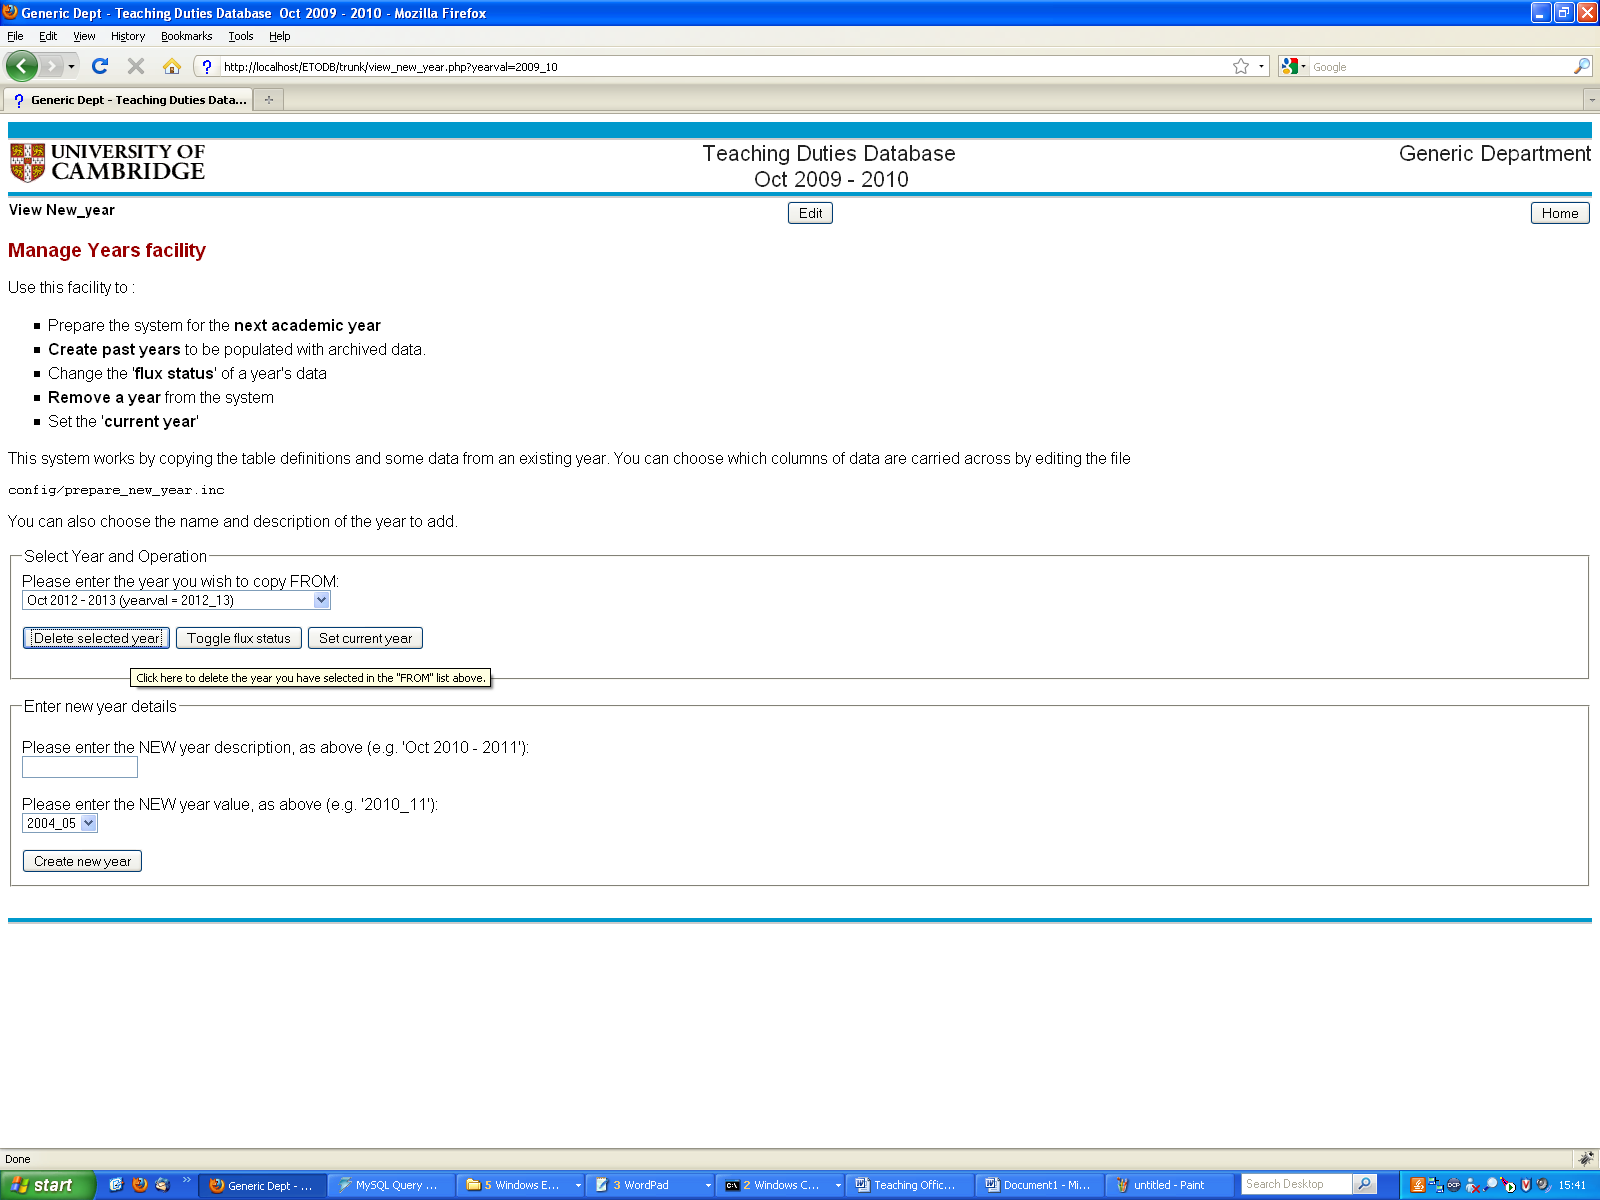 Generic Dept - Teaching Duties Database  Oct 2009 - 2010 - Mozilla Firefox
File Edit View History Bookmarks Tools Help
http://localhost/ETODB/trunk/view_new_year.php?yearval=2009_10
Google
Generic Dept - Teaching Duties Data...
UNIVERSITY OF
CAMBRIDGE
Teaching Duties Database
Oct 2009 - 2010
Generic Department
View New_year
Edit
Home
Manage Years facility
Use this facility to :
Prepare the system for the next academic year
Create past years to be populated with archived data.
Change the 'flux status' of a year's data
Remove a year from the system
Set the 'current year'
This system works by copying the table definitions and some data from an existing year. You can choose which columns of data are carried across by editing the file
config/prepare_new_year.inc
You can also choose the name and description of the year to add.
Select Year and Operation
Please enter the year you wish to copy FROM:
Oct 2012 - 2013 (yearval = 2012_13)
Delete selected year
Toggle flux status
Set current year
Click here to delete the year you have selected in the "FROM" list above.
Enter new year details
Please enter the NEW year description, as above (e.g. 'Oct 2010 - 2011'):
Please enter the NEW year value, as above (e.g. '2010_11'):
2004_05
Create new year
Done
start
Generic Dept - ...
MySQL Query ...
5 Windows E...
3 WordPad
2 Windows C...
Teaching Offic...
Document1 - Mi...
untitled - Paint
Search Desktop
15:41